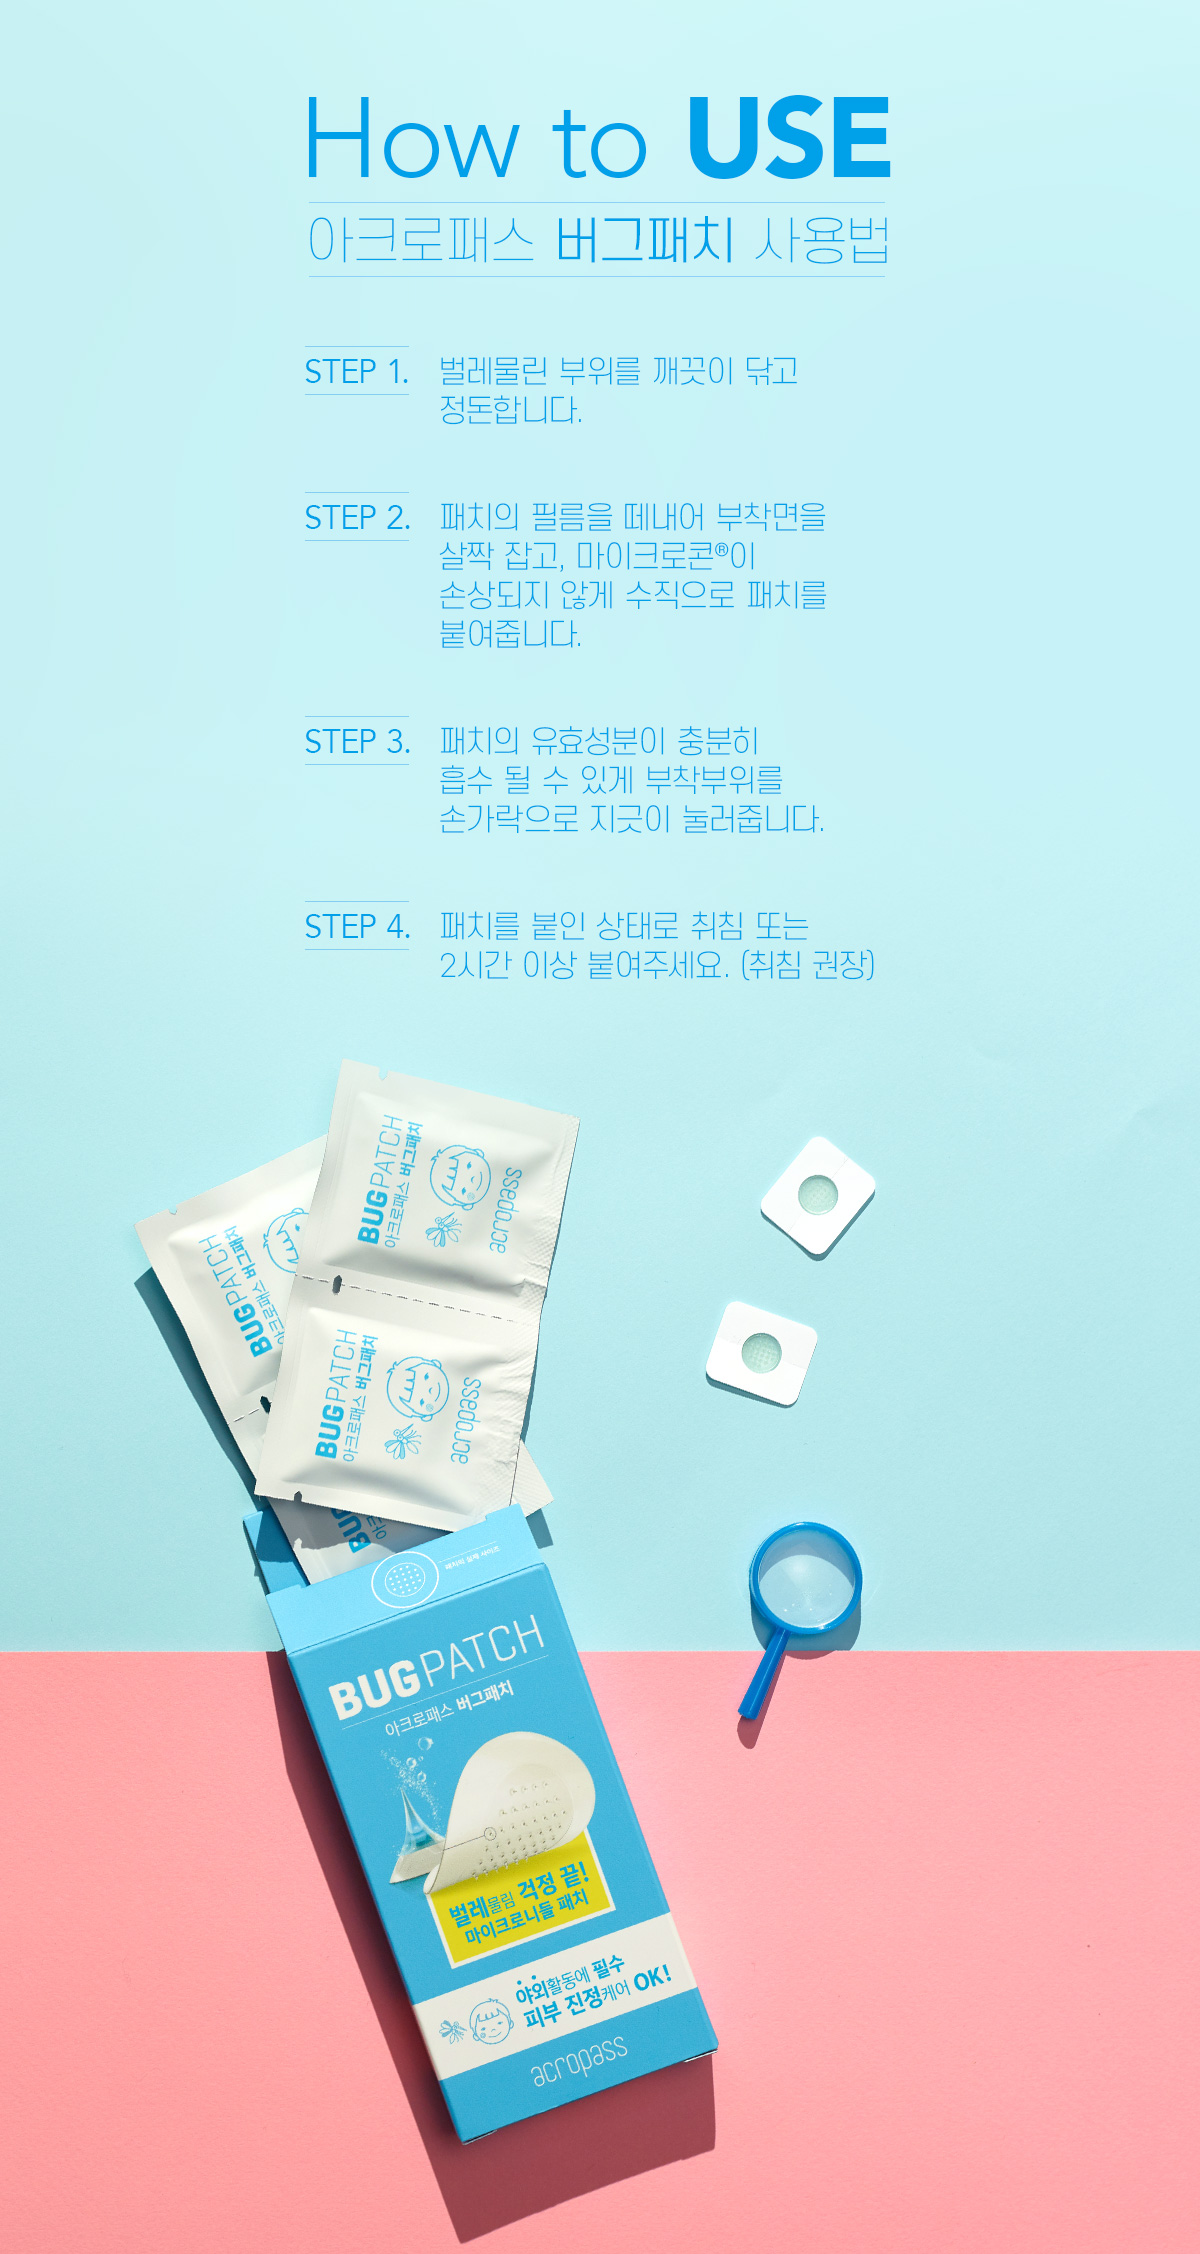 How to USE
아크로패스 버그패치 사용법
STEP 1.
벌레물린 부위를 깨끗이 닦고
정돈합니다.
STEP 2.
패치의 필름을 떼내어 부착면을
살짝 잡고, 마이크로콘®이
손상되지 않게 수직으로 패치를
붙여줍니다.
STEP 3.
패치의 유효성분이 충분히
흡수 될 수 있게 부착부위를
손가락으로 지긋이 눌러줍니다.
STEP 4.
패치를 붙인 상태로 취침 또는
2시간 이상 붙여주세요. (취침 권장)
BUGPATCH
아크로패스 버그패치
acropass
BUGPATCH
아크로패스 버그패치
BUGPATCH
아크로패스 버그패치
acropass
BUG
아
패치의 실제 사이즈
BUGPATCH
아크로패스 버그패치
벌레물림 걱정 끝!
마이크로니들 패치
야외활동에 필수
피부 진정케어 OK!
acropass